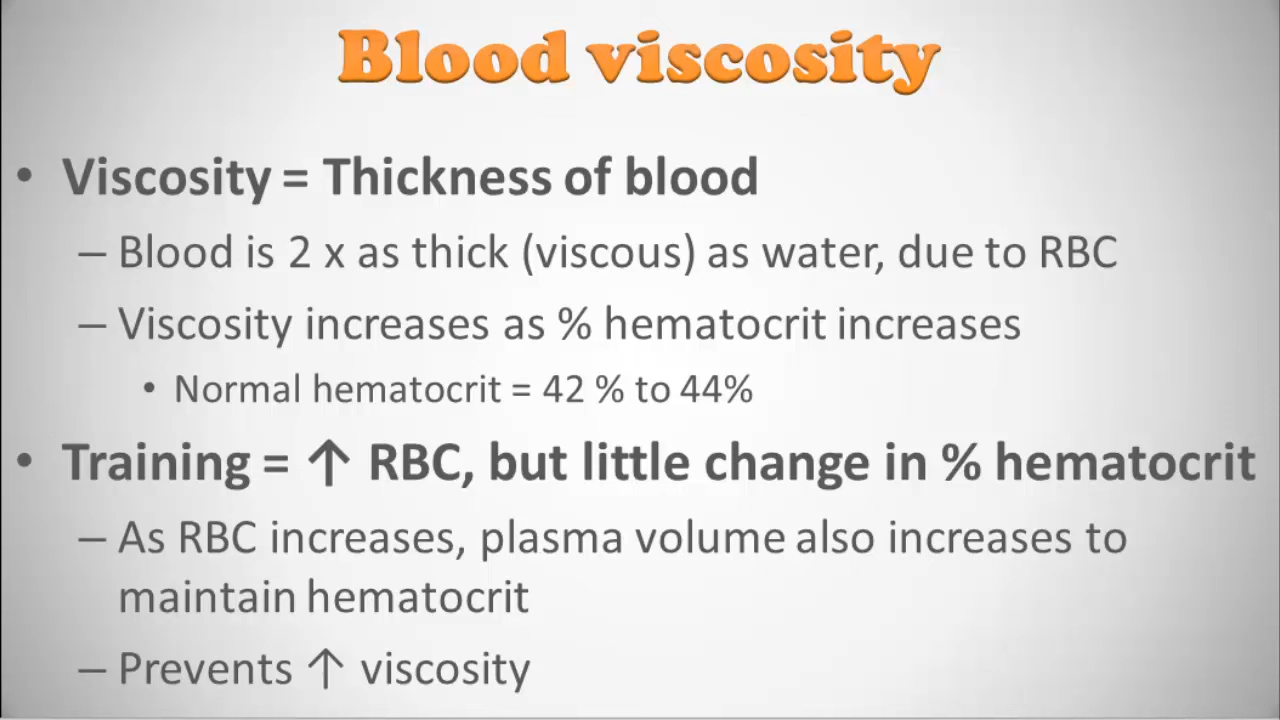 Blood viscosity
• Viscosity = Thickness of blood
– Blood is 2 x as thick (viscous) as water, due to RBC
– Viscosity increases as % hematocrit increases
• Normal hematocrit = 42 % to 44%
• Training = ↑ RBC, but little change in % hematocrit
– As RBC increases, plasma volume also increases to
maintain hematocrit
– Prevents ↑ viscosity